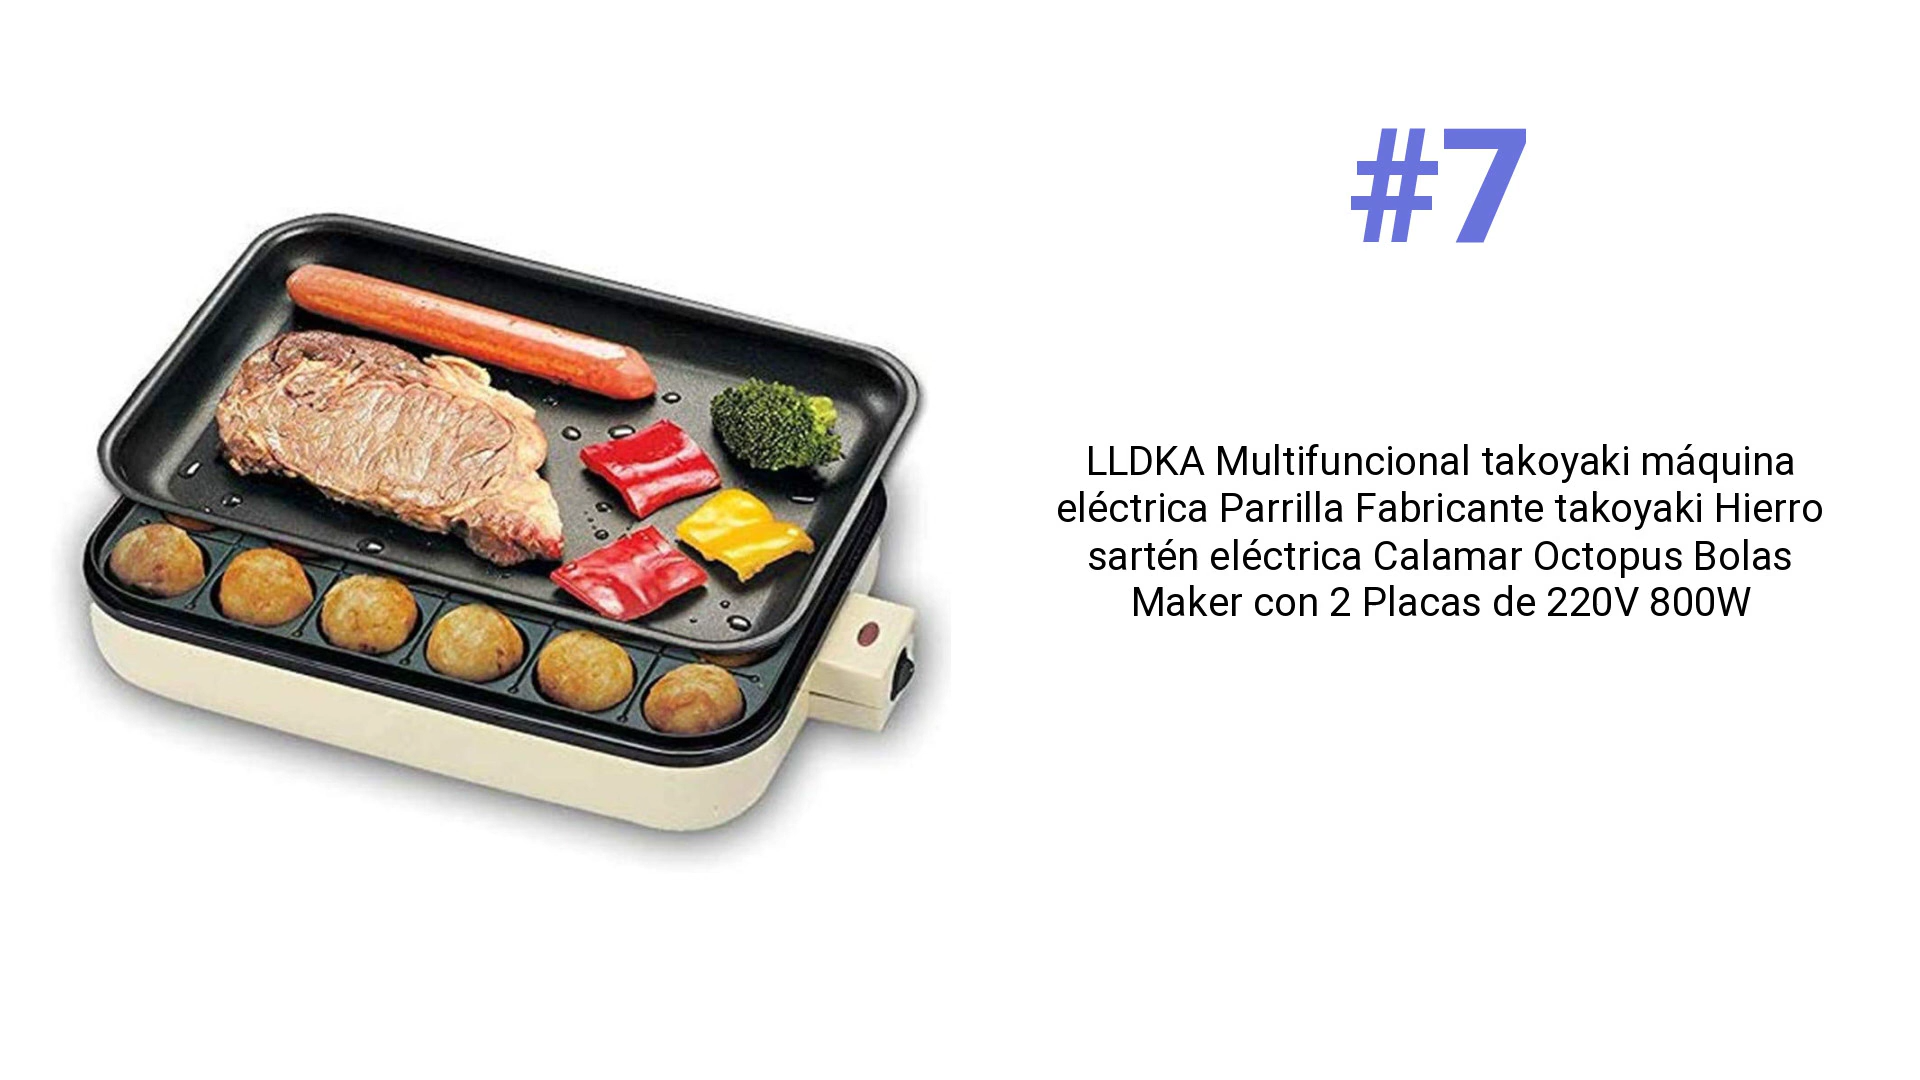 #7
LLDKA Multifuncional takoyaki máquina
eléctrica Parrilla Fabricante takoyaki Hierro
sartén eléctrica Calamar Octopus Bolas
Maker con 2 Placas de 220V 800W